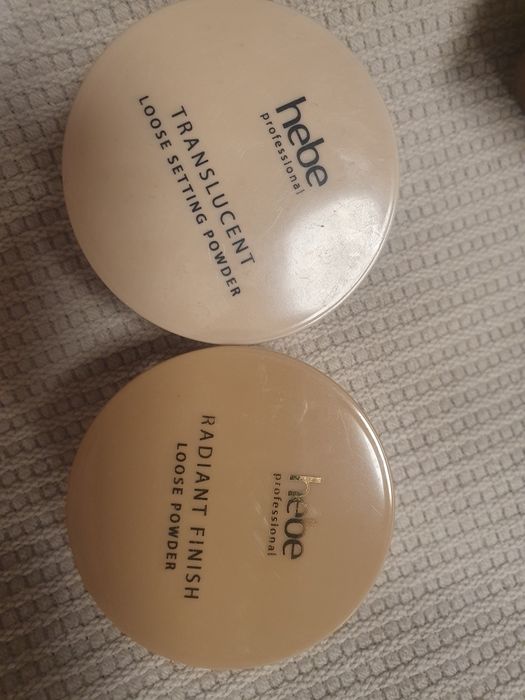 hebe
professional
TRANSLUCENT
LOOSE SETTING POWDER
hebe
professional
RADIANT FINISH
LOOSE POWDER